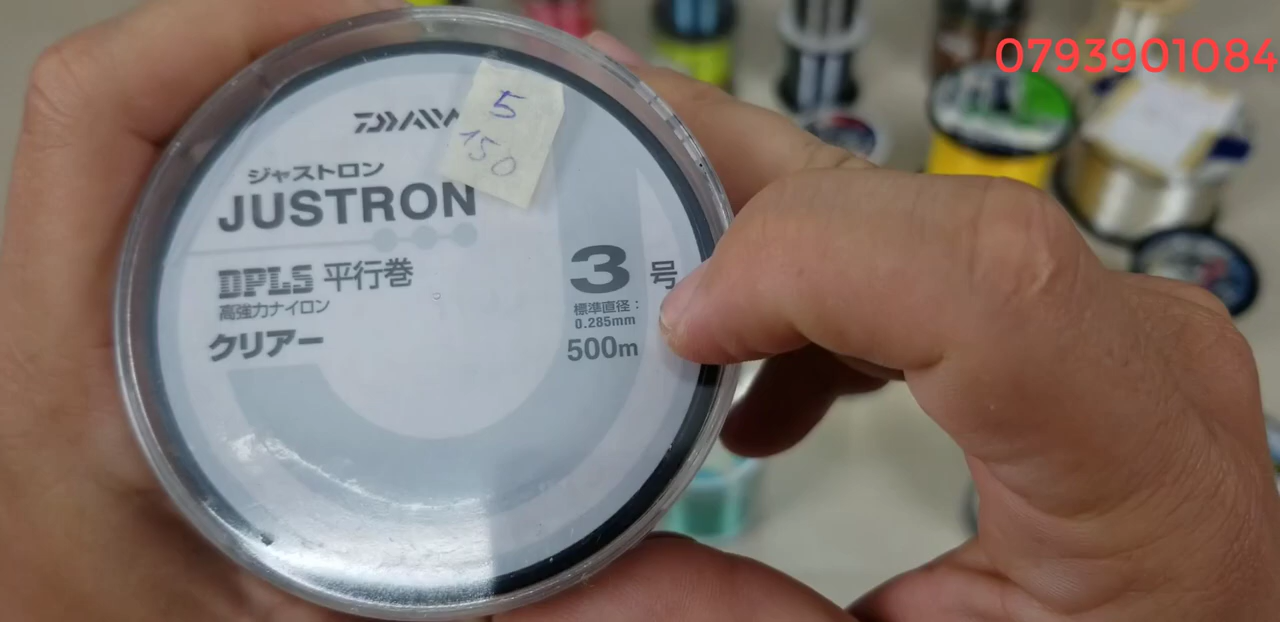 0793901084
DAIWA
5
150
ジャストロン
JUSTRON
DPLS 平行巻
高強力ナイロン
クリアー
3号
標準直径:
0.285mm
500m